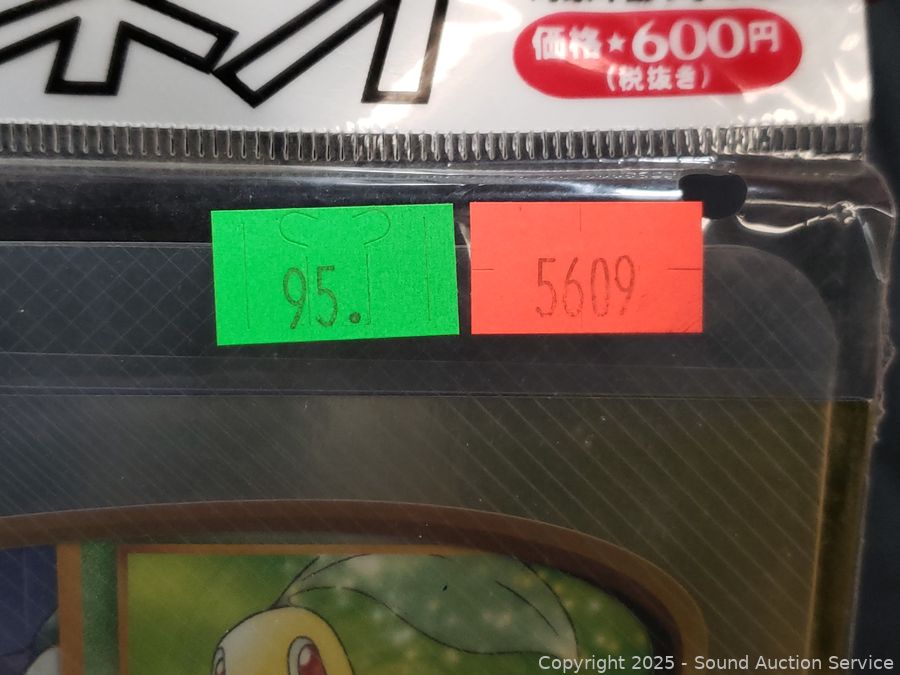 価格★600円
(税抜き)
95.
5609
Copyright © 2025 - Sound Auction Service